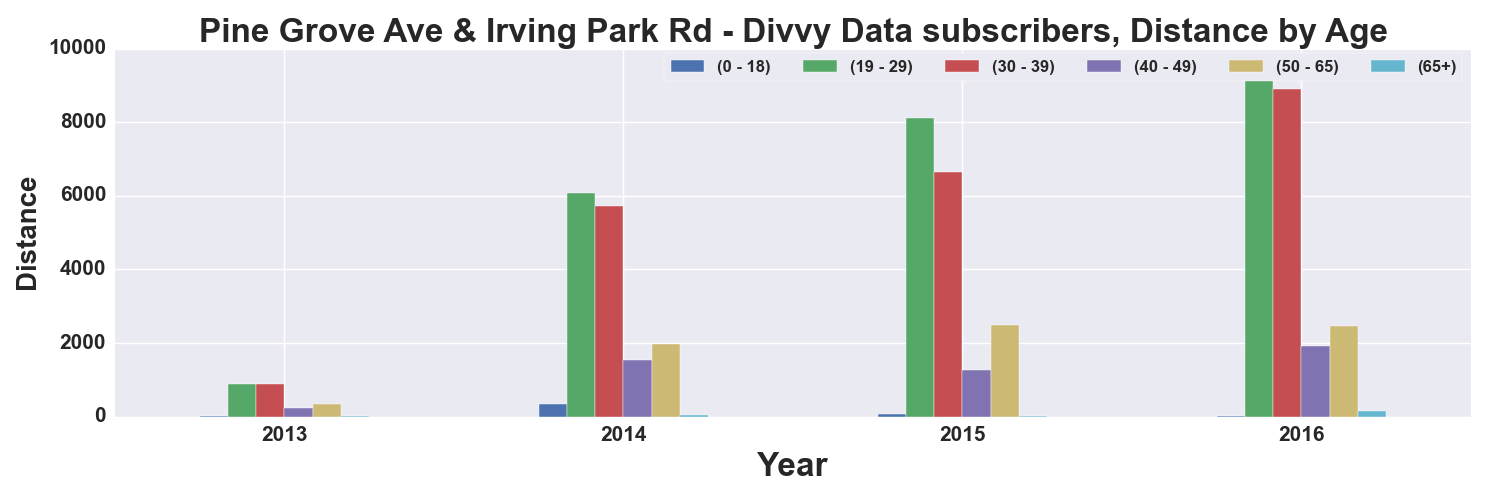 Pine Grove Ave & Irving Park Rd - Divvy Data subscribers, Distance by Age
10000
(0 - 18) (19 - 29) (30 - 39) (40 - 49) (50 - 65) (65+)
8000
6000
4000
2000
0
Distance
2013 2014 2015 2016
Year